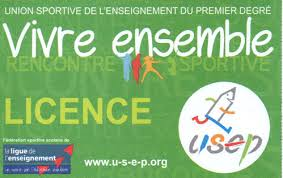 UNION SPORTIVE DE L'ENSEIGNEMENT DU PREMIER DEGRÉ
Vivre ensemble
RENCONTRE SPORTIVE
LICENCE
usep
Fédération sportive scolaire de
la ligue de
l'enseignement
www.u-s-e-p.org